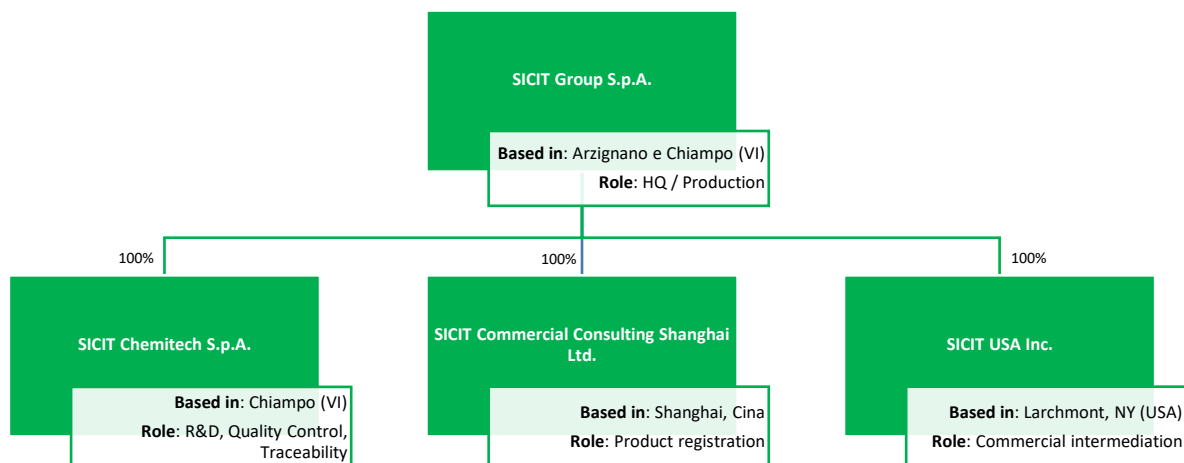 SICIT Group S.p.A.
Based in: Arzignano e Chiampo (VI)
Role: HQ / Production
100%
100%
100%
SICIT Chemitech S.p.A.
Based in: Chiampo (VI)
Role: R&D, Quality Control,
Traceability
SICIT Commercial Consulting Shanghai
Ltd.
Based in: Shanghai, Cina
Role: Product registration
SICIT USA Inc.
Based in: Larchmont, NY (USA)
Role: Commercial intermediation